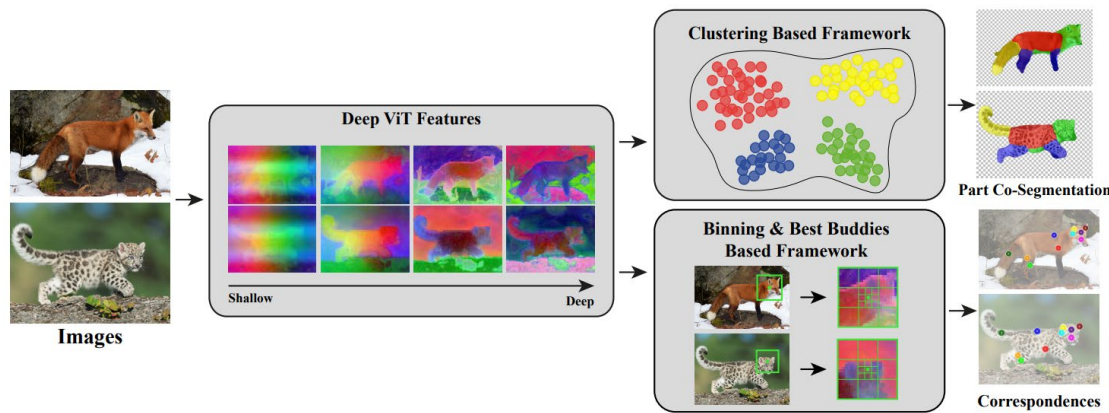 Images
Deep ViT Features
Shallow
Deep
Clustering Based Framework
Part Co-Segmentation
Binning & Best Buddies
Based Framework
Correspondences